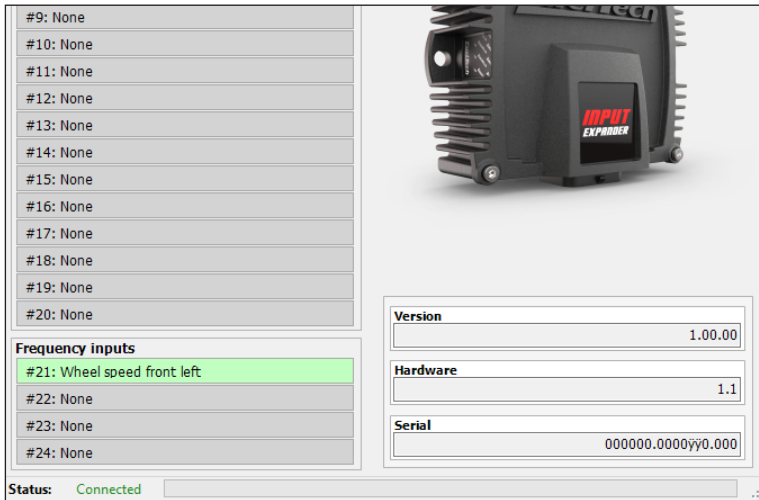 #9: None
#10: None
#11: None
#12: None
#13: None
#14: None
#15: None
#16: None
#17: None
#18: None
#19: None
#20: None
Frequency inputs
#21: Wheel speed front left
#22: None
#23: None
#24: None
INPUT
EXPANDER
Version
1.00.00
Hardware
1.1
Serial
000000.0000ÿÿ0.000
Status: Connected